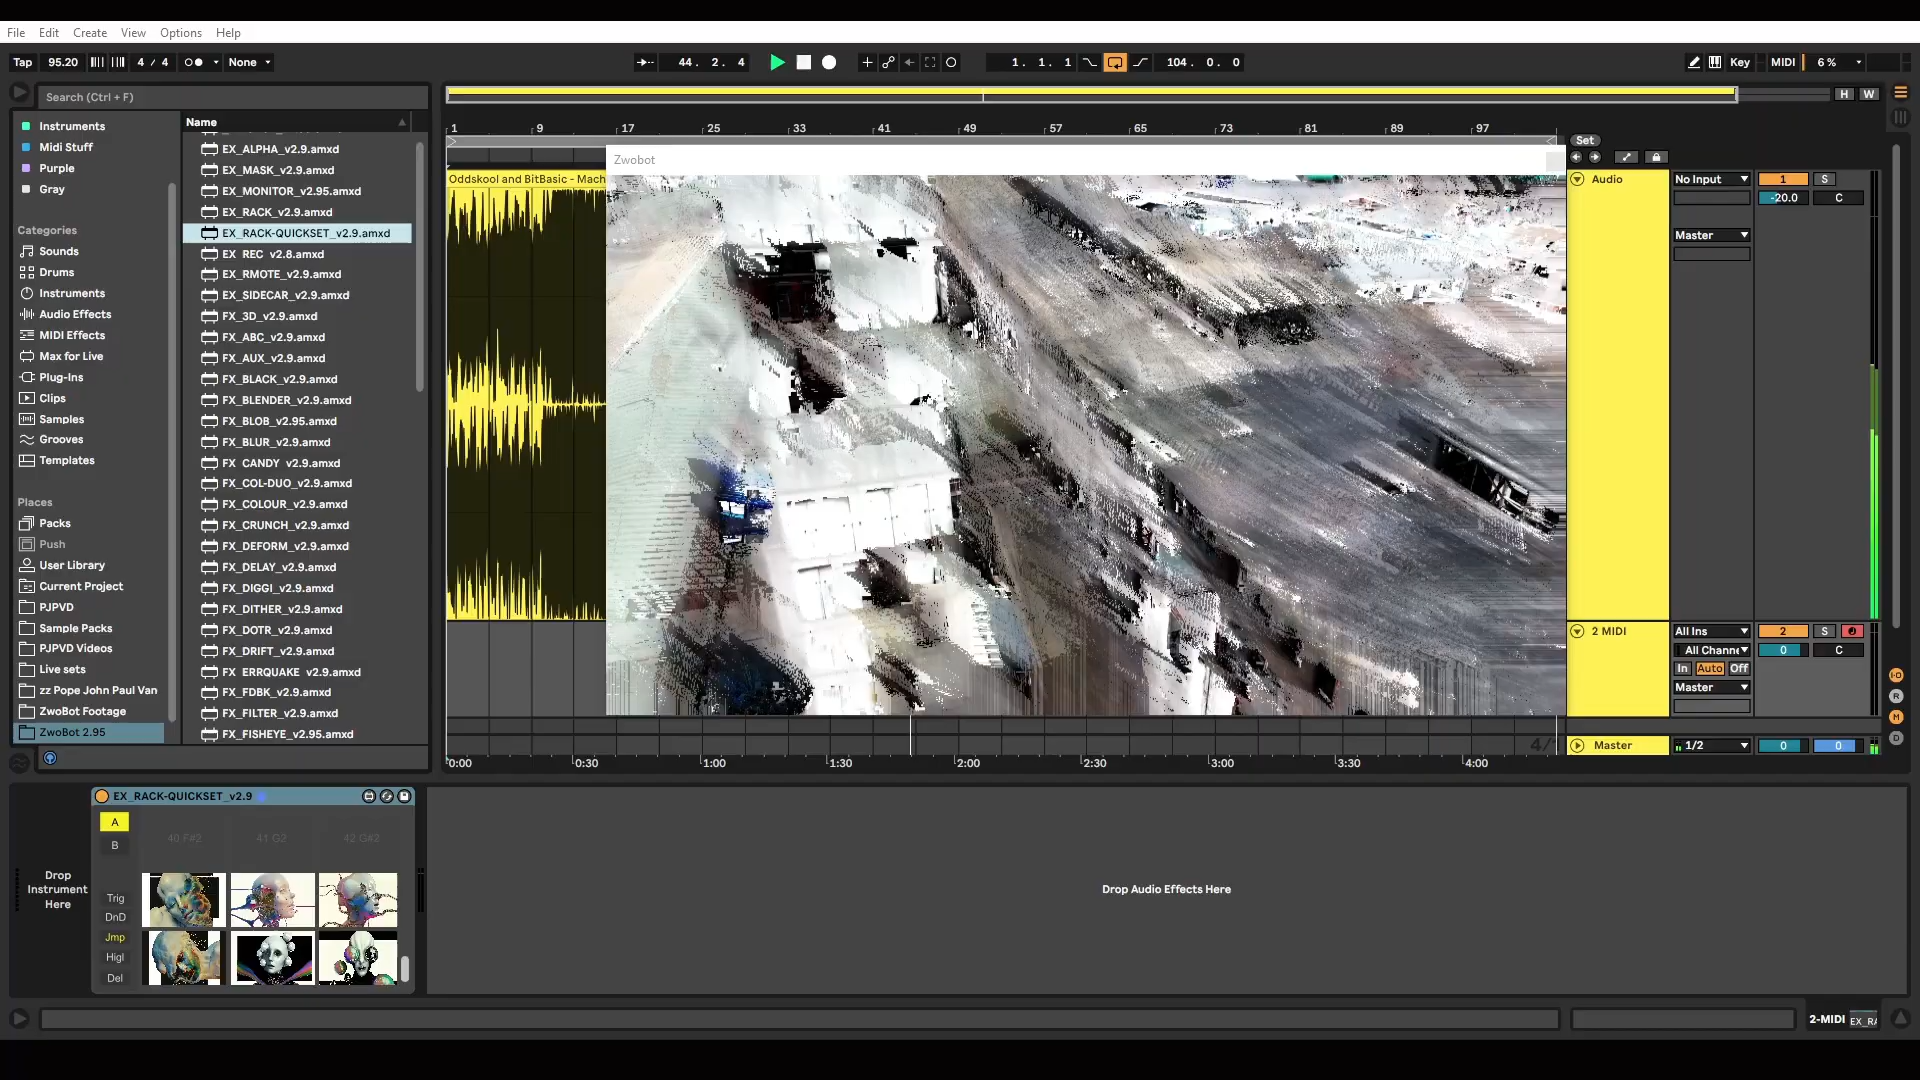 File Edit Create View Options Help
Tap 95.20 4 / 4 None 44. 2. 4 1. 1. 1 104. 0. 0 Key MIDI 6 %
Search (Ctrl + F)
H W
Instruments
Midi Stuff
Purple
Gray
Categories
Sounds
Drums
Instruments
Audio Effects
MIDI Effects
Max for Live
Plug-Ins
Clips
Samples
Grooves
Templates
Places
Packs
Push
User Library
Current Project
PJPVD
Sample Packs
PJPVD Videos
Live sets
zz Pope John Paul Van
ZwoBot Footage
ZwoBot 2.95
Name
EX_ALPHA_v2.9.amxd
EX_MASK_v2.9.amxd
EX_MONITOR_v2.95.amxd
EX_RACK_v2.9.amxd
EX_RACK-QUICKSET_v2.9.amxd
EX_REC_v2.8.amxd
EX_RMOTE_v2.9.amxd
EX_SIDECAR_v2.9.amxd
FX_3D_v2.9.amxd
FX_ABC_v2.9.amxd
FX_AUX_v2.9.amxd
FX_BLACK_v2.9.amxd
FX_BLENDER_v2.9.amxd
FX_BLOB_v2.95.amxd
FX_BLUR_v2.9.amxd
FX_CANDY_v2.9.amxd
FX_COL-DUO_v2.9.amxd
FX_COLOUR_v2.9.amxd
FX_CRUNCH_v2.9.amxd
FX_DEFORM_v2.9.amxd
FX_DELAY_v2.9.amxd
FX_DIGGI_v2.9.amxd
FX_DITHER_v2.9.amxd
FX_DOTR_v2.9.amxd
FX_DRIFT_v2.9.amxd
FX_ERRQUAKE_v2.9.amxd
FX_FDBK_v2.9.amxd
FX_FILTER_v2.9.amxd
FX_FISHEYE_v2.95.amxd
1 9 17 25 33 41 49 57 65 73 81 89 97
Set
Zwobot
Oddskool and BitBasic - Mach
Audio No Input 1 S
-20.0 C
Master
2 MIDI All Ins 2 S
All Channe 0 C
In Auto Off
Master
Master 1/2 0 0
I·O
R
M
D
4/
0:00 0:30 1:00 1:30 2:00 2:30 3:00 3:30 4:00
EX_RACK-QUICKSET_v2.9
A
B
40 F#2 41 G2 42 G#2
Trig
DnD
Jmp
Higl
Del
Drop
Instrument
Here
Drop Audio Effects Here
2-MIDI EX_RA